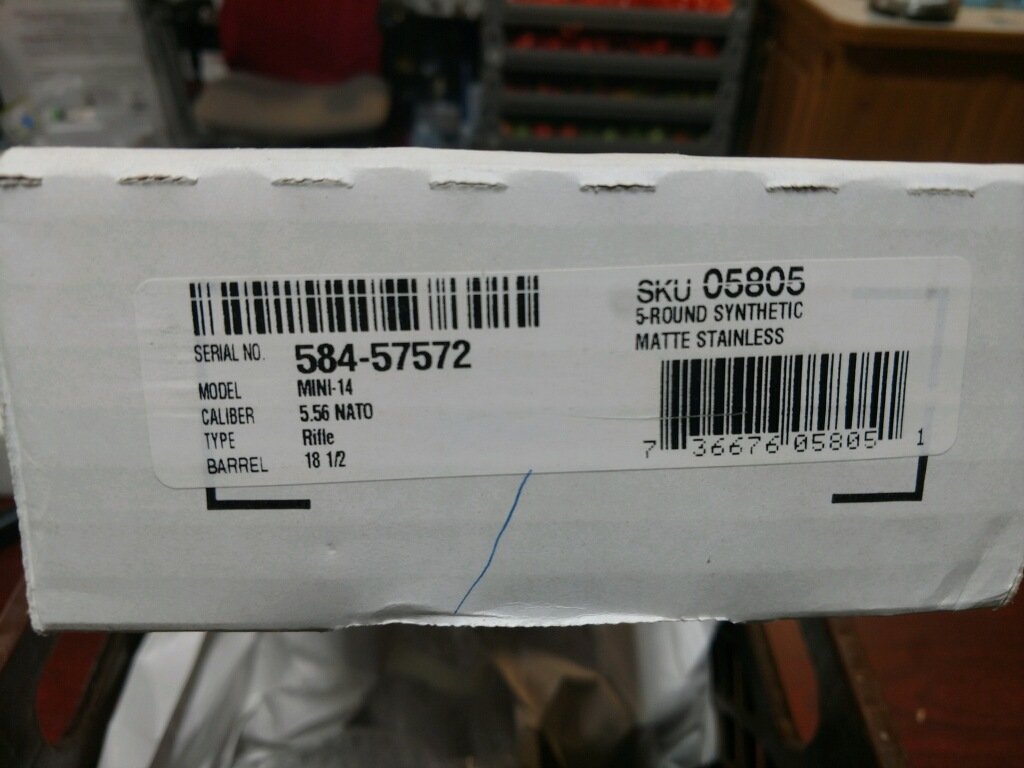 SERIAL NO. 584-57572
MODEL MINI-14
CALIBER 5.56 NATO
TYPE Rifle
BARREL 18 1/2
SKU 05805
5-ROUND SYNTHETIC
MATTE STAINLESS
7 36676 05805 1